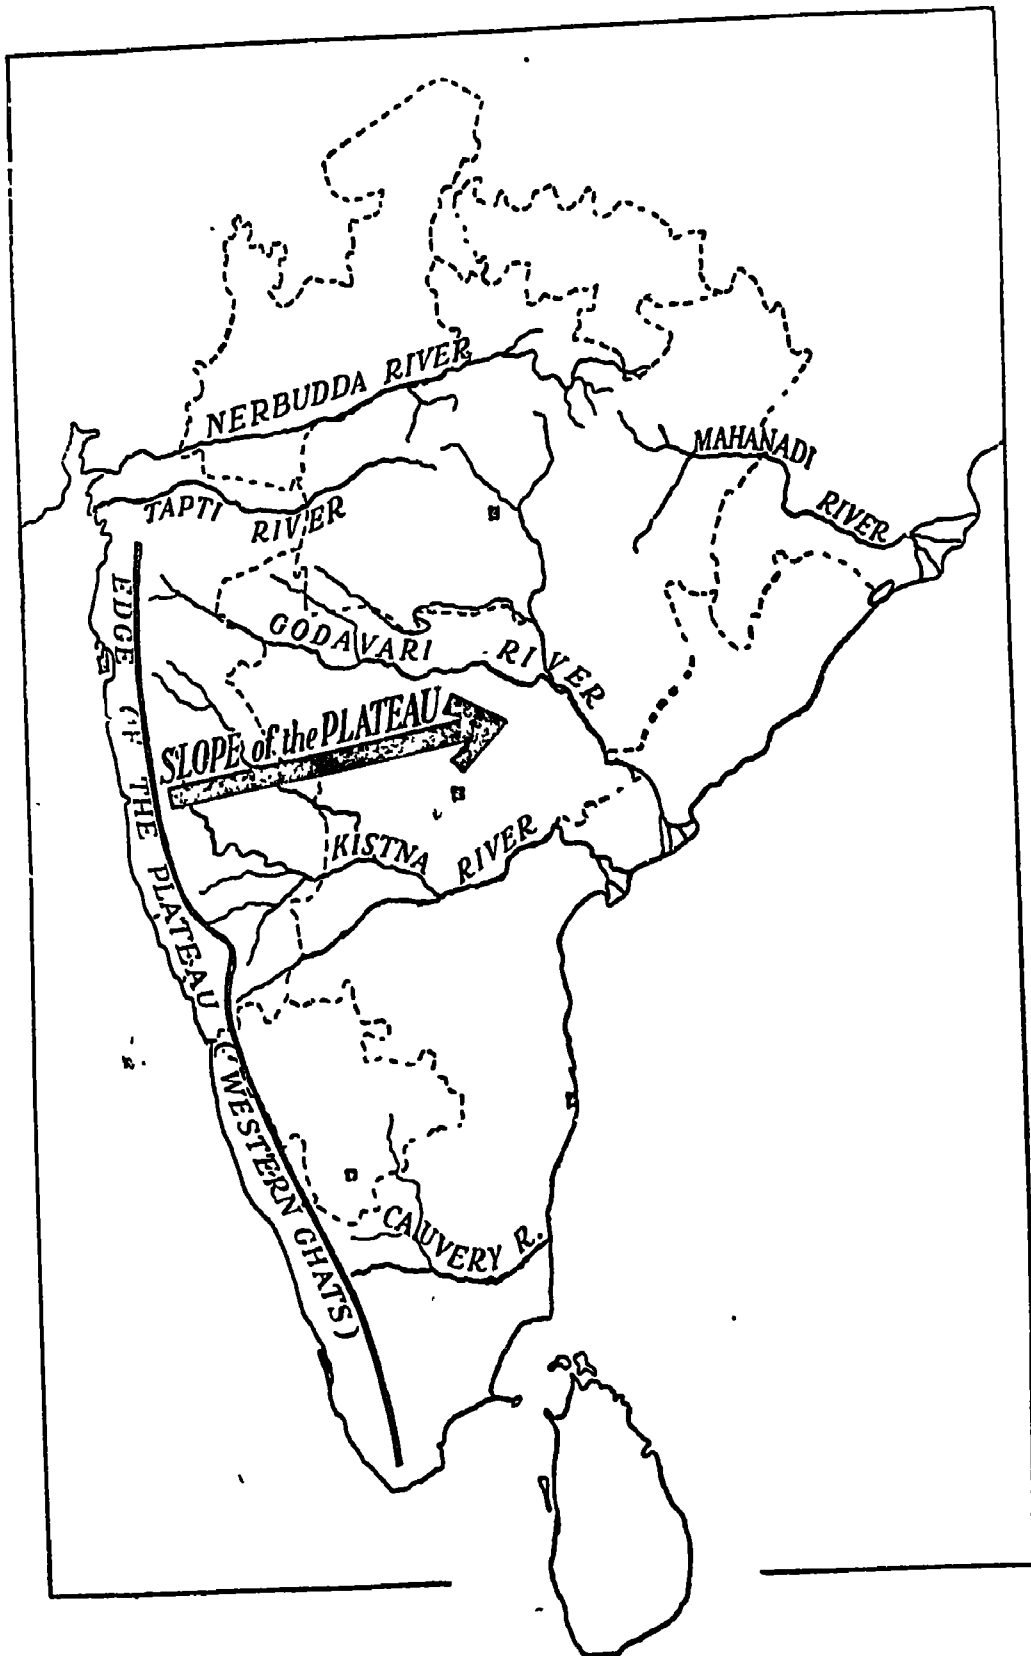 NERBUDDA RIVER
MAHANADI RIVER
TAPTI RIVER
GODAVARI RIVER
SLOPE of the PLATEAU
KISTNA RIVER
EDGE OF THE PLATEAU (WESTERN GHATS)
CAUVERY R.